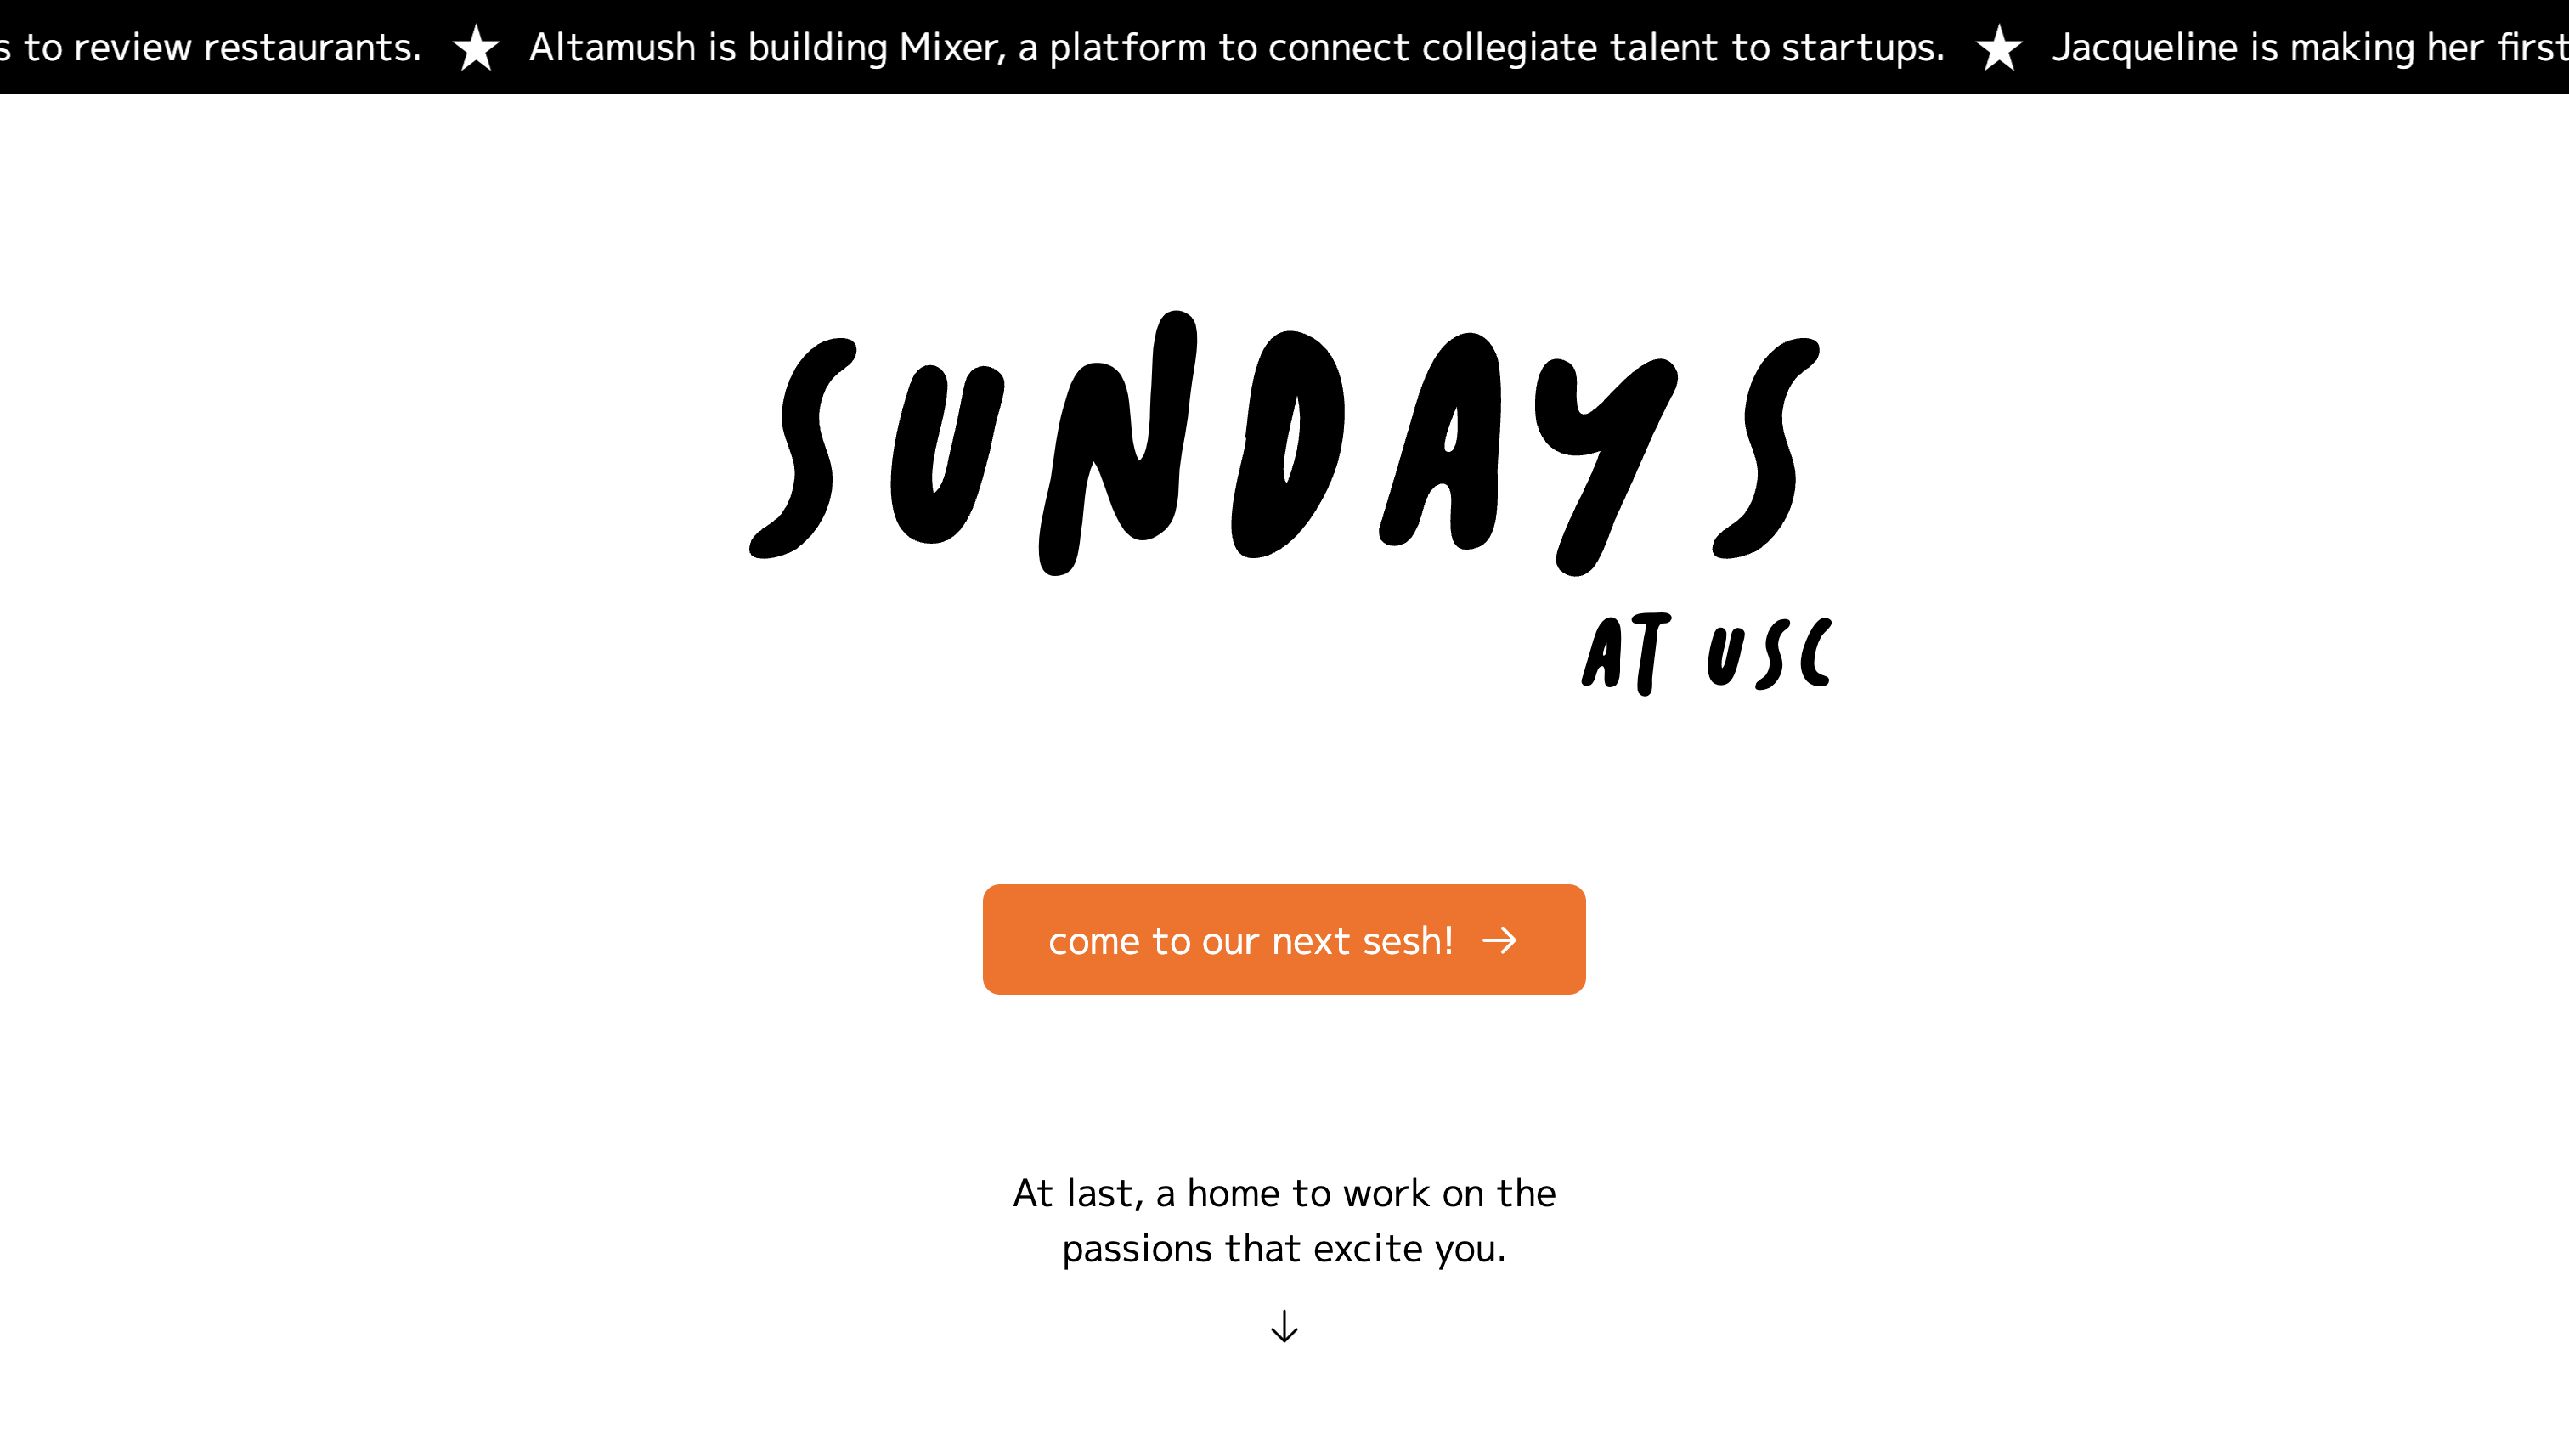 s to review restaurants. ★ Altamush is building Mixer, a platform to connect collegiate talent to startups. ★ Jacqueline is making her first
SUNDAYS
AT USC
come to our next sesh! →
At last, a home to work on the
passions that excite you.
↓